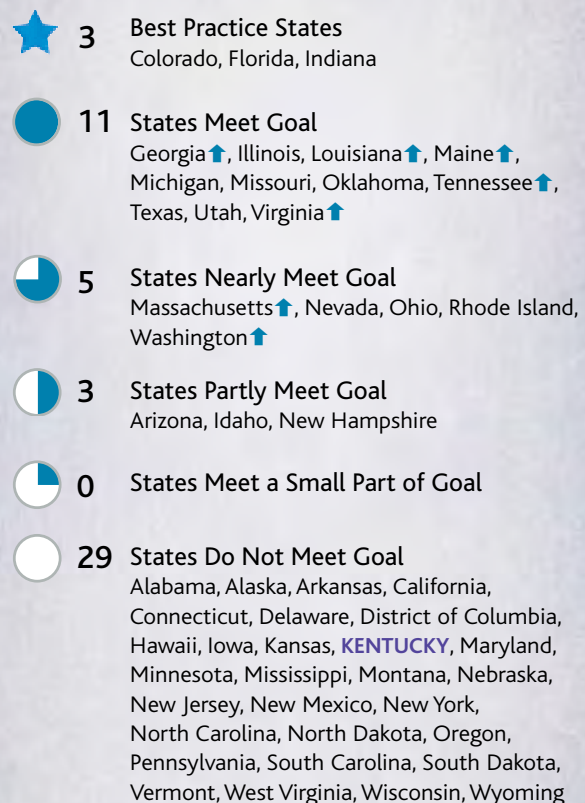 3 Best Practice States
Colorado, Florida, Indiana
11 States Meet Goal
Georgia⬆, Illinois, Louisiana⬆, Maine⬆,
Michigan, Missouri, Oklahoma, Tennessee⬆,
Texas, Utah, Virginia⬆
5 States Nearly Meet Goal
Massachusetts⬆, Nevada, Ohio, Rhode Island,
Washington⬆
3 States Partly Meet Goal
Arizona, Idaho, New Hampshire
0 States Meet a Small Part of Goal
29 States Do Not Meet Goal
Alabama, Alaska, Arkansas, California,
Connecticut, Delaware, District of Columbia,
Hawaii, Iowa, Kansas, KENTUCKY, Maryland,
Minnesota, Mississippi, Montana, Nebraska,
New Jersey, New Mexico, New York,
North Carolina, North Dakota, Oregon,
Pennsylvania, South Carolina, South Dakota,
Vermont, West Virginia, Wisconsin, Wyoming